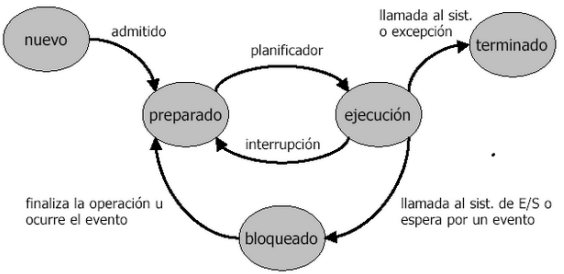 nuevo
admitido
planificador
llamada al sist.
o excepción
terminado
preparado
ejecución
interrupción
finaliza la operación u
ocurre el evento
bloqueado
llamada al sist. de E/S o
espera por un evento